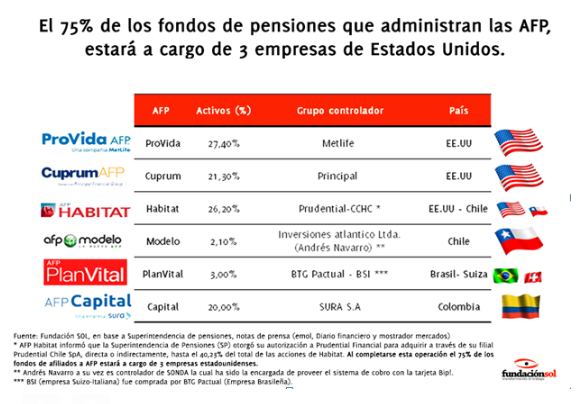 El 75% de los fondos de pensiones que administran las AFP,
estará a cargo de 3 empresas de Estados Unidos.
AFP Activos (%) Grupo controlador País
ProVida AFP
Una compañía MetLife
ProVida 27,40% Metlife EE.UU
Cuprum AFP
Cuprum 21,30% Principal EE.UU
HABITAT
Habitat 26,20% Prudential-CCHC * EE.UU - Chile
afp modelo
Modelo 2,10% Inversiones atlantico Ltda.
(Andrés Navarro) ** Chile
AFP
PlanVital
PlanVital 3,00% BTG Pactual - BSI *** Brasil- Suiza
AFP Capital
sura
Capital 20,00% SURA S.A Colombia
Fuente: Fundación SOL, en base a Superintendencia de pensiones, notas de prensa (emol, Diario financiero y mostrador mercados)
* AFP Habitat informó que la Superintendencia de Pensiones (SP) otorgó su autorización a Prudential Financial para adquirir a través de su filial
Prudential Chile SpA, directa o indirectamente, hasta el 40,23% del total de las acciones de Habitat. Al completarse esta operación el 75% de los
fondos de afiliados a AFP estará a cargo de 3 empresas estadounidenses.
** Andrés Navarro a su vez es controlador de SONDA la cual ha sido la encargada de proveer el sistema de cobro con la tarjeta Bip!.
*** BSI (empresa Suizo-Italiana) fue comprada por BTG Pactual (Empresa Brasileña).
fundaciónsol